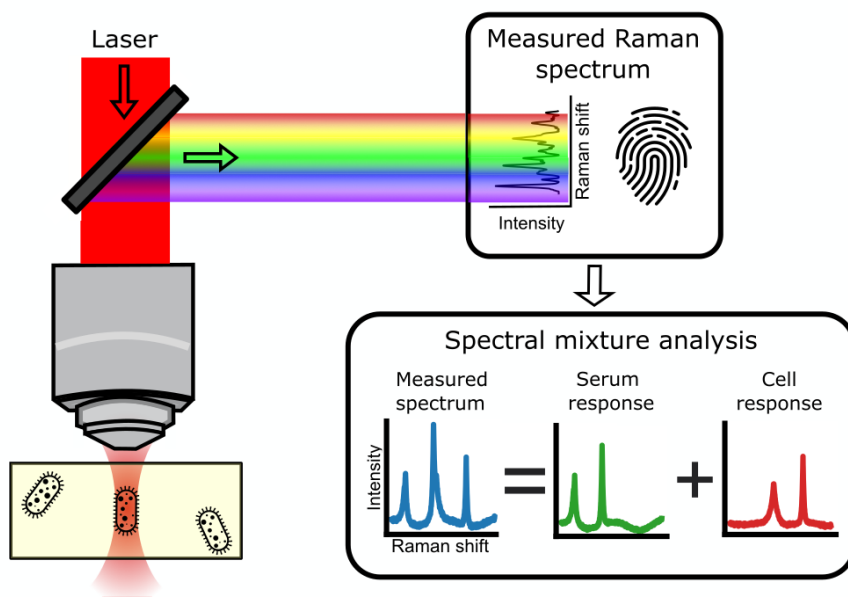 Laser
Measured Raman
spectrum
Raman shift
Intensity
Spectral mixture analysis
Measured
spectrum
Serum
response
Cell
response
Intensity
Raman shift